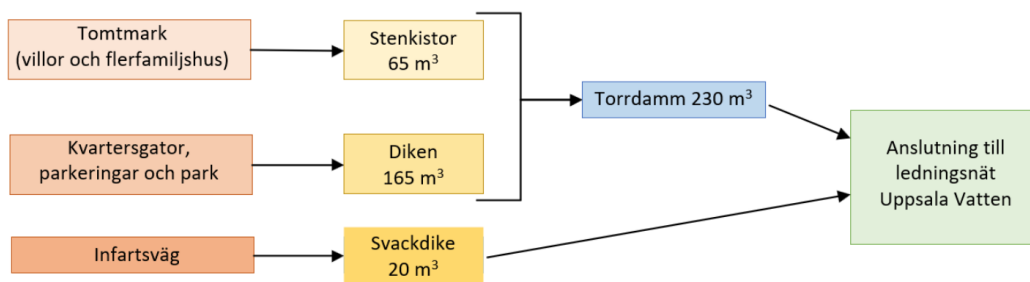 Tomtmark
(villor och flerfamiljshus)
Stenkistor
65 m³
Torrdamm 230 m³
Kvartersgator,
parkeringar och park
Diken
165 m³
Anslutning till
ledningsnät
Uppsala Vatten
Infartsväg
Svackdike
20 m³